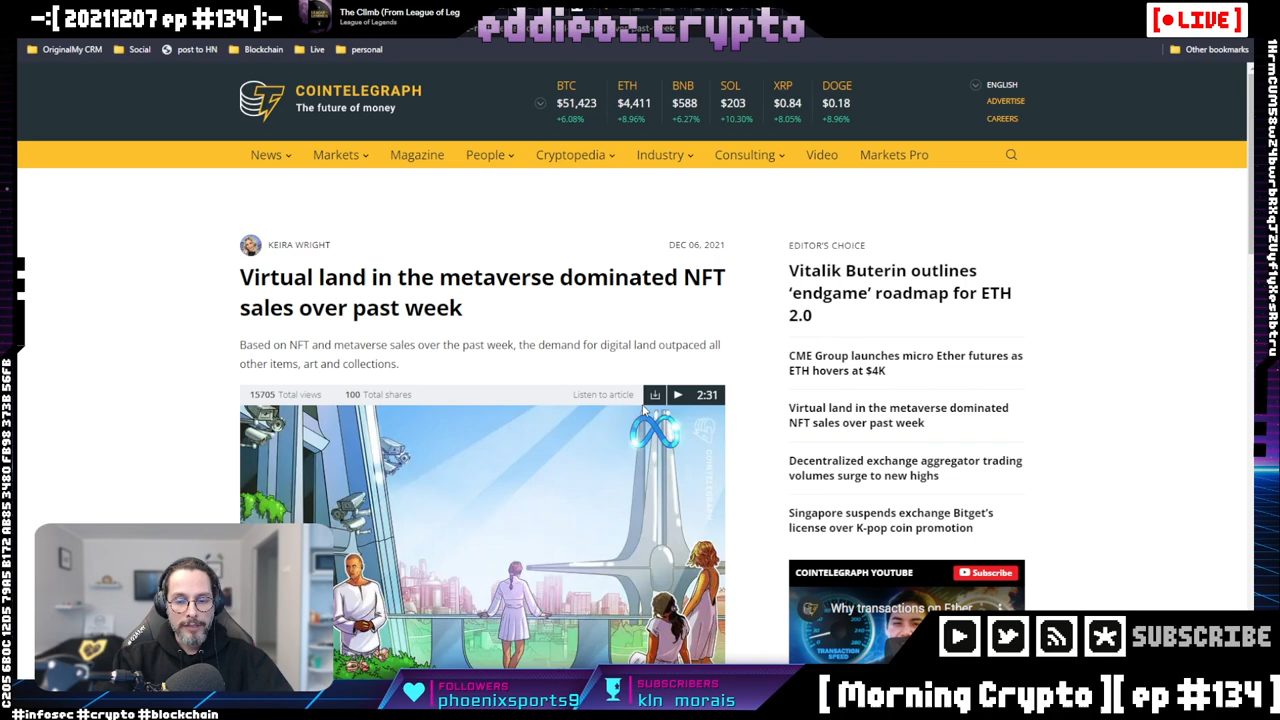 -:[ 20211207 ep #134 ]:-
The Climb (From League of Leg
League of Legends
eddieoz.crypto
[ LIVE ]
OriginalMy CRM
Social
post to HN
Blockchain
Live
personal
Other bookmarks
COINTELEGRAPH
The future of money
BTC ETH BNB SOL XRP DOGE
$51,423 $4,411 $588 $203 $0.84 $0.18
+6.08% +8.96% +6.27% +10.30% +8.05% +8.96%
ENGLISH
ADVERTISE
CAREERS
News Markets Magazine People Cryptopedia Industry Consulting Video Markets Pro
KEIRA WRIGHT
DEC 06, 2021
Virtual land in the metaverse dominated NFT
sales over past week
Based on NFT and metaverse sales over the past week, the demand for digital land outpaced all
other items, art and collections.
15705 Total views 100 Total shares Listen to article 2:31
COINTELEGRAPH
EDITOR'S CHOICE
Vitalik Buterin outlines
‘endgame’ roadmap for ETH
2.0
CME Group launches micro Ether futures as
ETH hovers at $4K
Virtual land in the metaverse dominated
NFT sales over past week
Decentralized exchange aggregator trading
volumes surge to new highs
Singapore suspends exchange Bitget's
license over K-pop coin promotion
COINTELEGRAPH YOUTUBE
Subscribe
Why transactions on Ether
TRANSACTION
SPEED
SUBSCRIBE
FOLLOWERS
phoenixsports9
SUBSCRIBERS
kln_morais
[ Morning Crypto ][ ep #134 ]
#infosec #crypto #blockchain